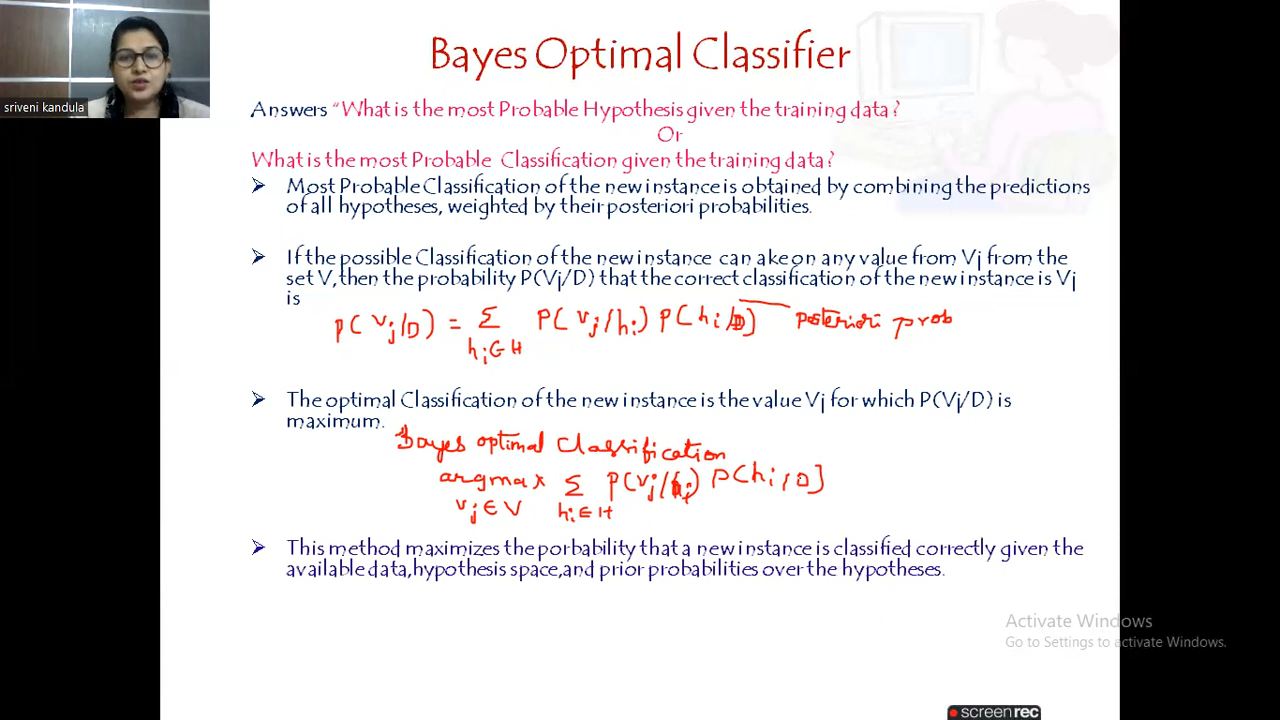 Bayes Optimal Classifier
sriveni kandula
Answers "What is the most Probable Hypothesis given the training data?
Or
What is the most Probable Classification given the training data?
➢ Most Probable Classification of the new instance is obtained by combining the predictions
of all hypotheses, weighted by their posteriori probabilities.
➢ If the possible Classification of the new instance can ake on any value from Vj from the
set V,then the probability P(Vj/D) that the correct classification of the new instance is Vj
is
P(Vj/D) = Σ P(vj/hi) P(hi/D) Posteriori prob
hi∈H
➢ The optimal Classification of the new instance is the value Vj for which P(Vj/D) is
maximum.
Bayes optimal Classification
argmax Σ P(vj/hi) P(hi/D)
vj∈V hi∈H
➢ This method maximizes the porbability that a new instance is classified correctly given the
available data,hypothesis space,and prior probabilities over the hypotheses.
Activate Windows
Go to Settings to activate Windows.
screenrec